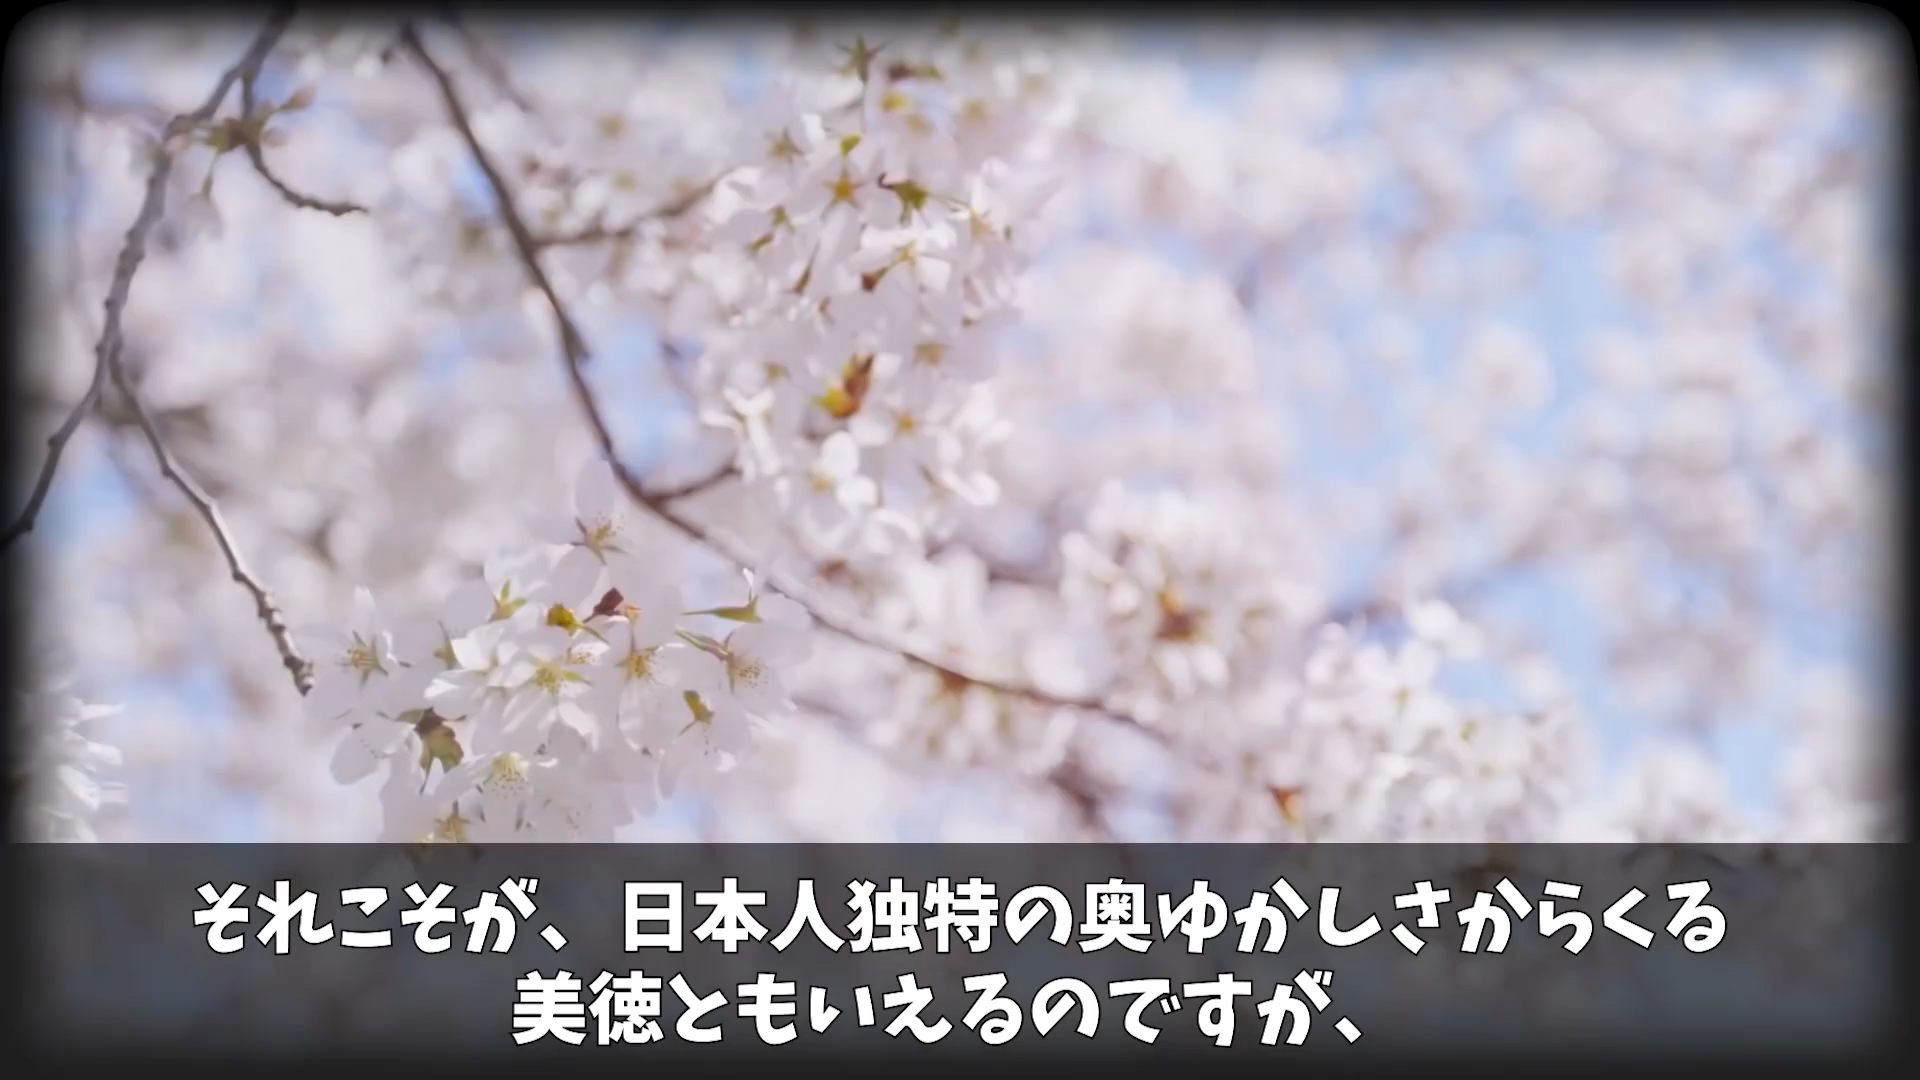 それこそが、日本人独特の奥ゆかしさからくる
美徳ともいえるのですが、